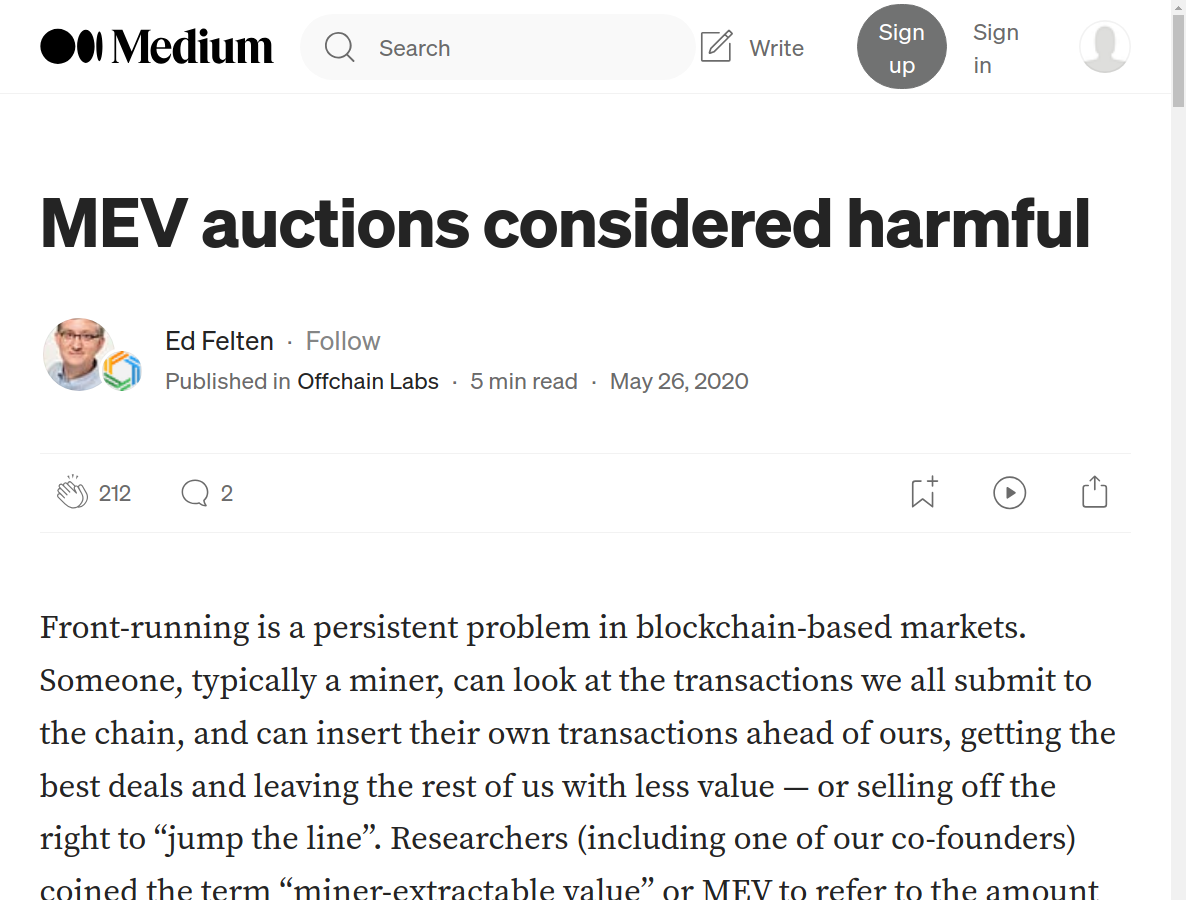 Medium
Search
Write
Sign up
Sign in
MEV auctions considered harmful
Ed Felten · Follow
Published in Offchain Labs · 5 min read · May 26, 2020
212
2
Front-running is a persistent problem in blockchain-based markets.
Someone, typically a miner, can look at the transactions we all submit to
the chain, and can insert their own transactions ahead of ours, getting the
best deals and leaving the rest of us with less value — or selling off the
right to “jump the line”. Researchers (including one of our co-founders)
coined the term “miner-extractable value” or MEV to refer to the amount